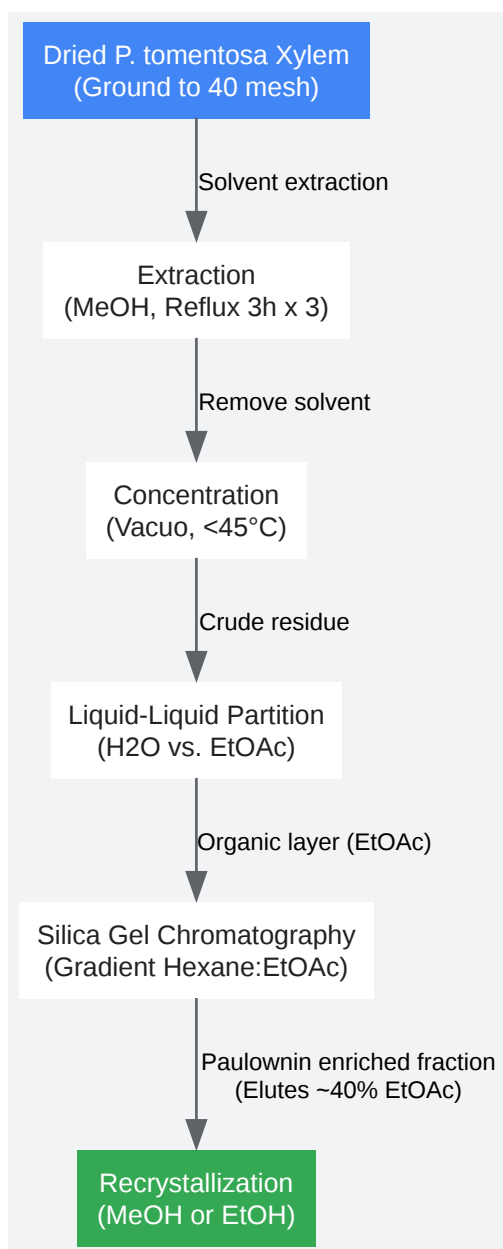 Dried P. tomentosa Xylem
(Ground to 40 mesh)
Solvent extraction
Extraction
(MeOH, Reflux 3h x 3)
Remove solvent
Concentration
(Vacuo, <45°C)
Crude residue
Liquid-Liquid Partition
(H2O vs. EtOAc)
Organic layer (EtOAc)
Silica Gel Chromatography
(Gradient Hexane:EtOAc)
Paulownin enriched fraction
(Elutes ~40% EtOAc)
Recrystallization
(MeOH or EtOH)